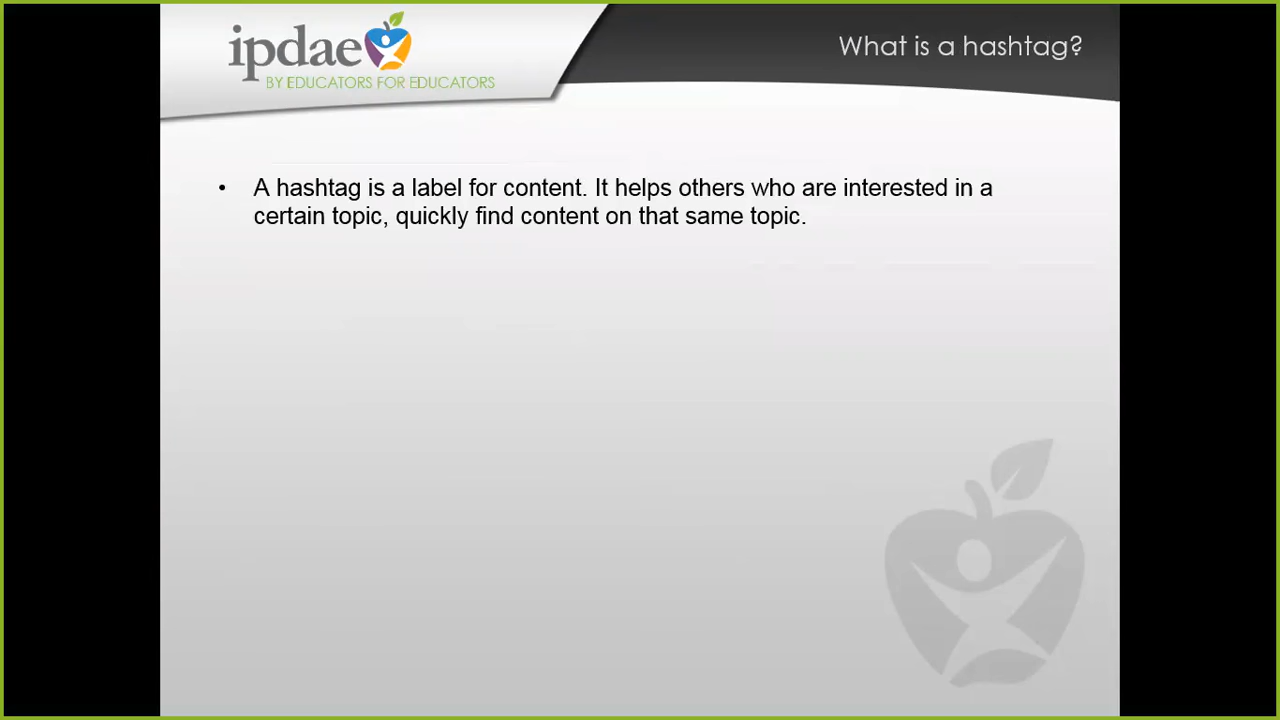 ipdae
BY EDUCATORS FOR EDUCATORS
What is a hashtag?
• A hashtag is a label for content. It helps others who are interested in a
certain topic, quickly find content on that same topic.